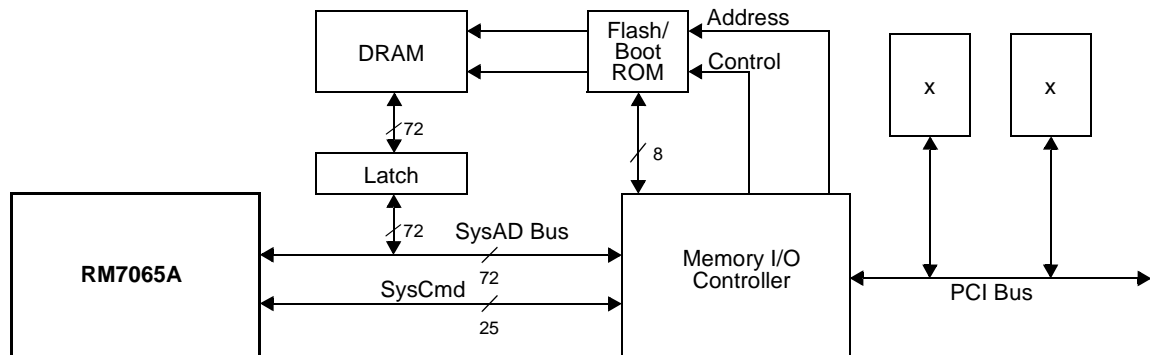 DRAM
Flash/
Boot
ROM
Address
Control
x
x
72
8
Latch
72
SysAD Bus
72
RM7065A
SysCmd
25
Memory I/O
Controller
PCI Bus